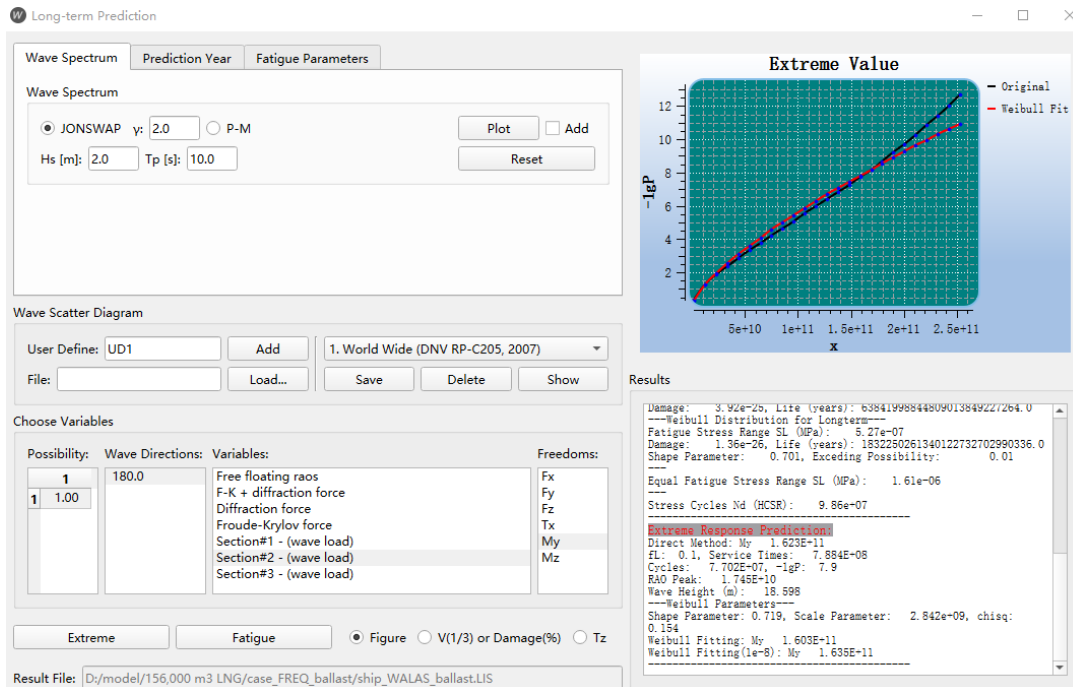 W Long-term Prediction
Wave Spectrum Prediction Year Fatigue Parameters
Wave Spectrum
JONSWAP γ: 2.0 P-M Plot Add
Hs [m]: 2.0 Tp [s]: 10.0 Reset
Extreme Value
Original
Weibull Fit
-lgP
12
10
8
6
4
2
5e+10 1e+11 1.5e+11 2e+11 2.5e+11
x
Wave Scatter Diagram
User Define: UD1 Add 1. World Wide (DNV RP-C205, 2007)
File: Load... Save Delete Show
Choose Variables
Possibility: Wave Directions: Variables: Freedoms:
1
1 1.00
180.0
Free floating raos
F-K + diffraction force
Diffraction force
Froude-Krylov force
Section#1 - (wave load)
Section#2 - (wave load)
Section#3 - (wave load)
Fx
Fy
Fz
Tx
My
Mz
Extreme Fatigue Figure V(1/3) or Damage(%) Tz
Result File: D:/model/156,000 m3 LNG/case_FREQ_ballast/ship_WALAS_ballast.LIS
Results
Damage: 3.92e-25, Life (years): 63841998844809013849227264.0
---Weibull Distribution for Longterm---
Fatigue Stress Range SL (MPa): 5.27e-07
Damage: 1.36e-26, Life (years): 1832250261340122732702990336.0
Shape Parameter: 0.701, Exceding Possibility: 0.01
---
Equal Fatigue Stress Range SL (MPa): 1.61e-06
---
Stress Cycles Nd (HCSR): 9.86e+07
-------------------------------------------
Extreme Response Prediction:
Direct Method: My 1.623E+11
fL: 0.1, Service Times: 7.884E+08
Cycles: 7.702E+07, -lgP: 7.9
RAO Peak: 1.745E+10
Wave Height (m): 18.598
---Weibull Parameters---
Shape Parameter: 0.719, Scale Parameter: 2.842e+09, chisq:
0.154
Weibull Fitting: My 1.603E+11
Weibull Fitting(1e-8): My 1.635E+11
-------------------------------------------